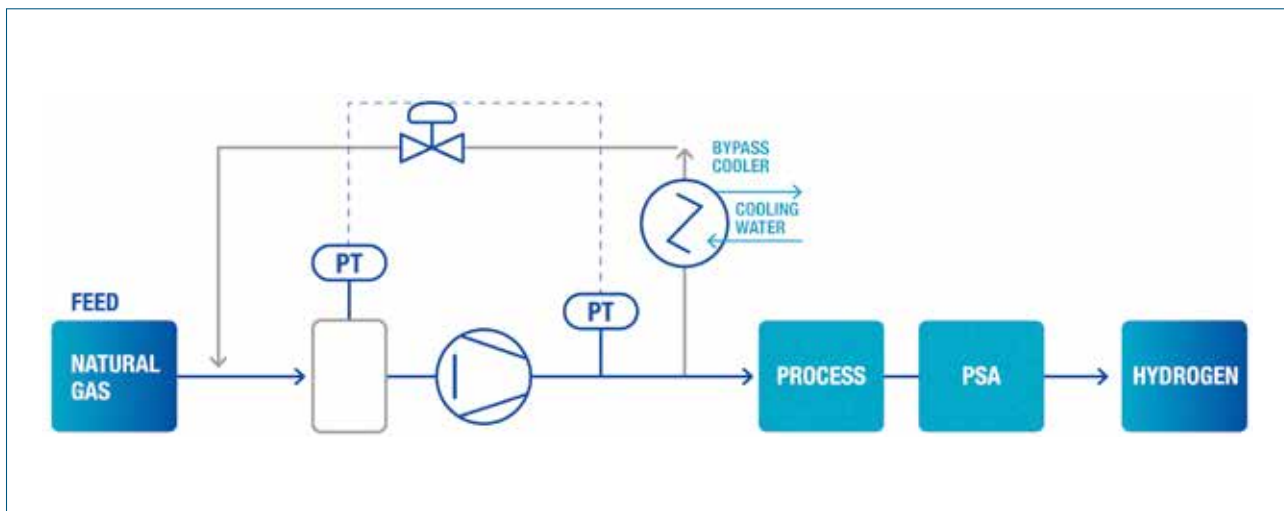 BYPASS
COOLER
COOLING
WATER
PT
PT
FEED
NATURAL
GAS
PROCESS
PSA
HYDROGEN